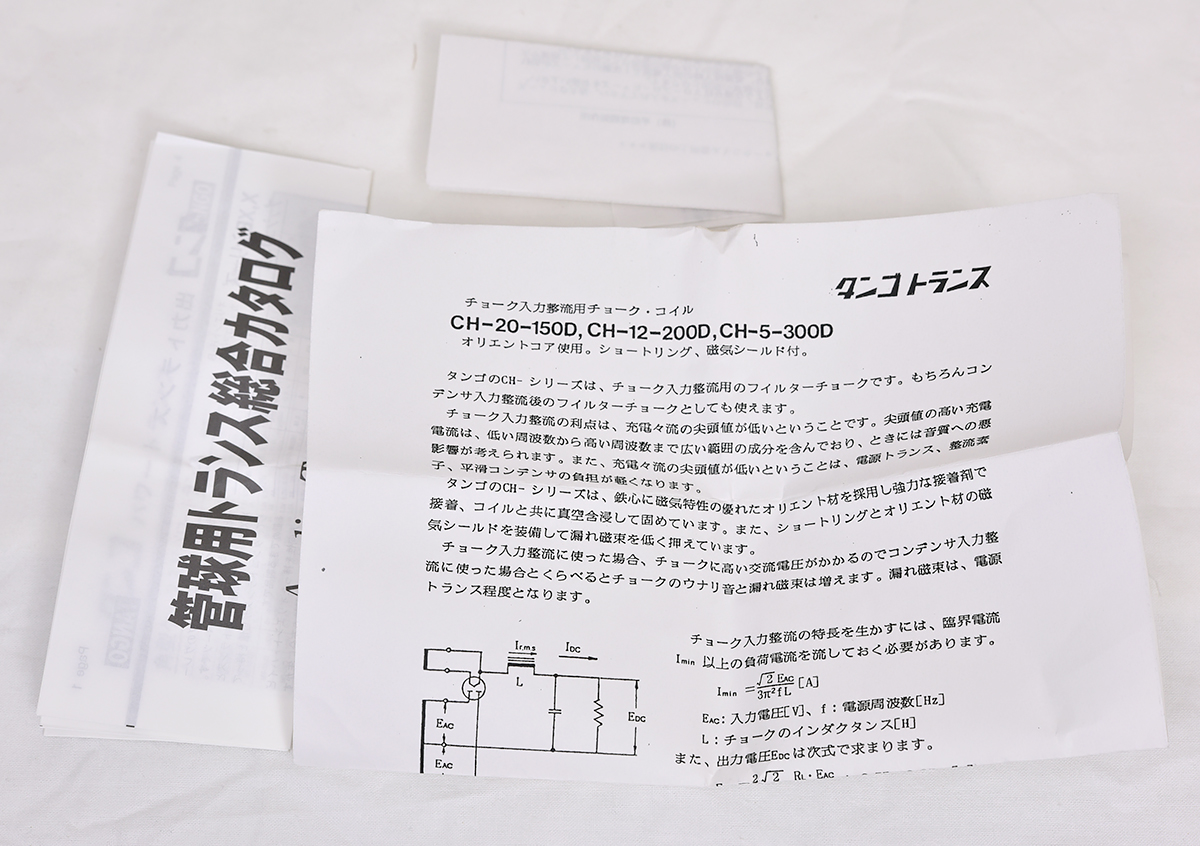 管球用トランス総合カタログ
タンゴトランス
チョーク入力整流用チョーク・コイル
CH-20-150D, CH-12-200D, CH-5-300D
オリエントコア使用。ショートリング、磁気シールド付。
タンゴのCH- シリーズは、チョーク入力整流用のフイルターチョークです。もちろんコン
デンサ入力整流後のフイルターチョークとしても使えます。
チョーク入力整流の利点は、充電々流の尖頭値が低いということです。尖頭値の高い充電
電流は、低い周波数から高い周波数まで広い範囲の成分を含んでおり、ときには音質への悪
影響が考えられます。また、充電々流の尖頭値が低いということは、電源トランス、整流素
子、平滑コンデンサの負担が軽くなります。
タンゴのCH- シリーズは、鉄心に磁気特性の優れたオリエント材を採用し強力な接着剤で
接着、コイルと共に真空含浸して固めています。また、ショートリングとオリエント材の磁
気シールドを装備して漏れ磁束を低く押えています。
チョーク入力整流に使った場合、チョークに高い交流電圧がかかるのでコンデンサ入力整
流に使った場合とくらべるとチョークのウナリ音と漏れ磁束は増えます。漏れ磁束は、電源
トランス程度となります。
チョーク入力整流の特長を生かすには、臨界電流
Imin 以上の負荷電流を流しておく必要があります。
Imin = √2 EAC / 3π²fL [A]
EAC: 入力電圧[V]、f: 電源周波数[Hz]
L: チョークのインダクタンス[H]
また、出力電圧EDCは次式で求まります。
2√2 RL・EAC
Irms IDC
L
EAC
EDC
EAC
Page 1